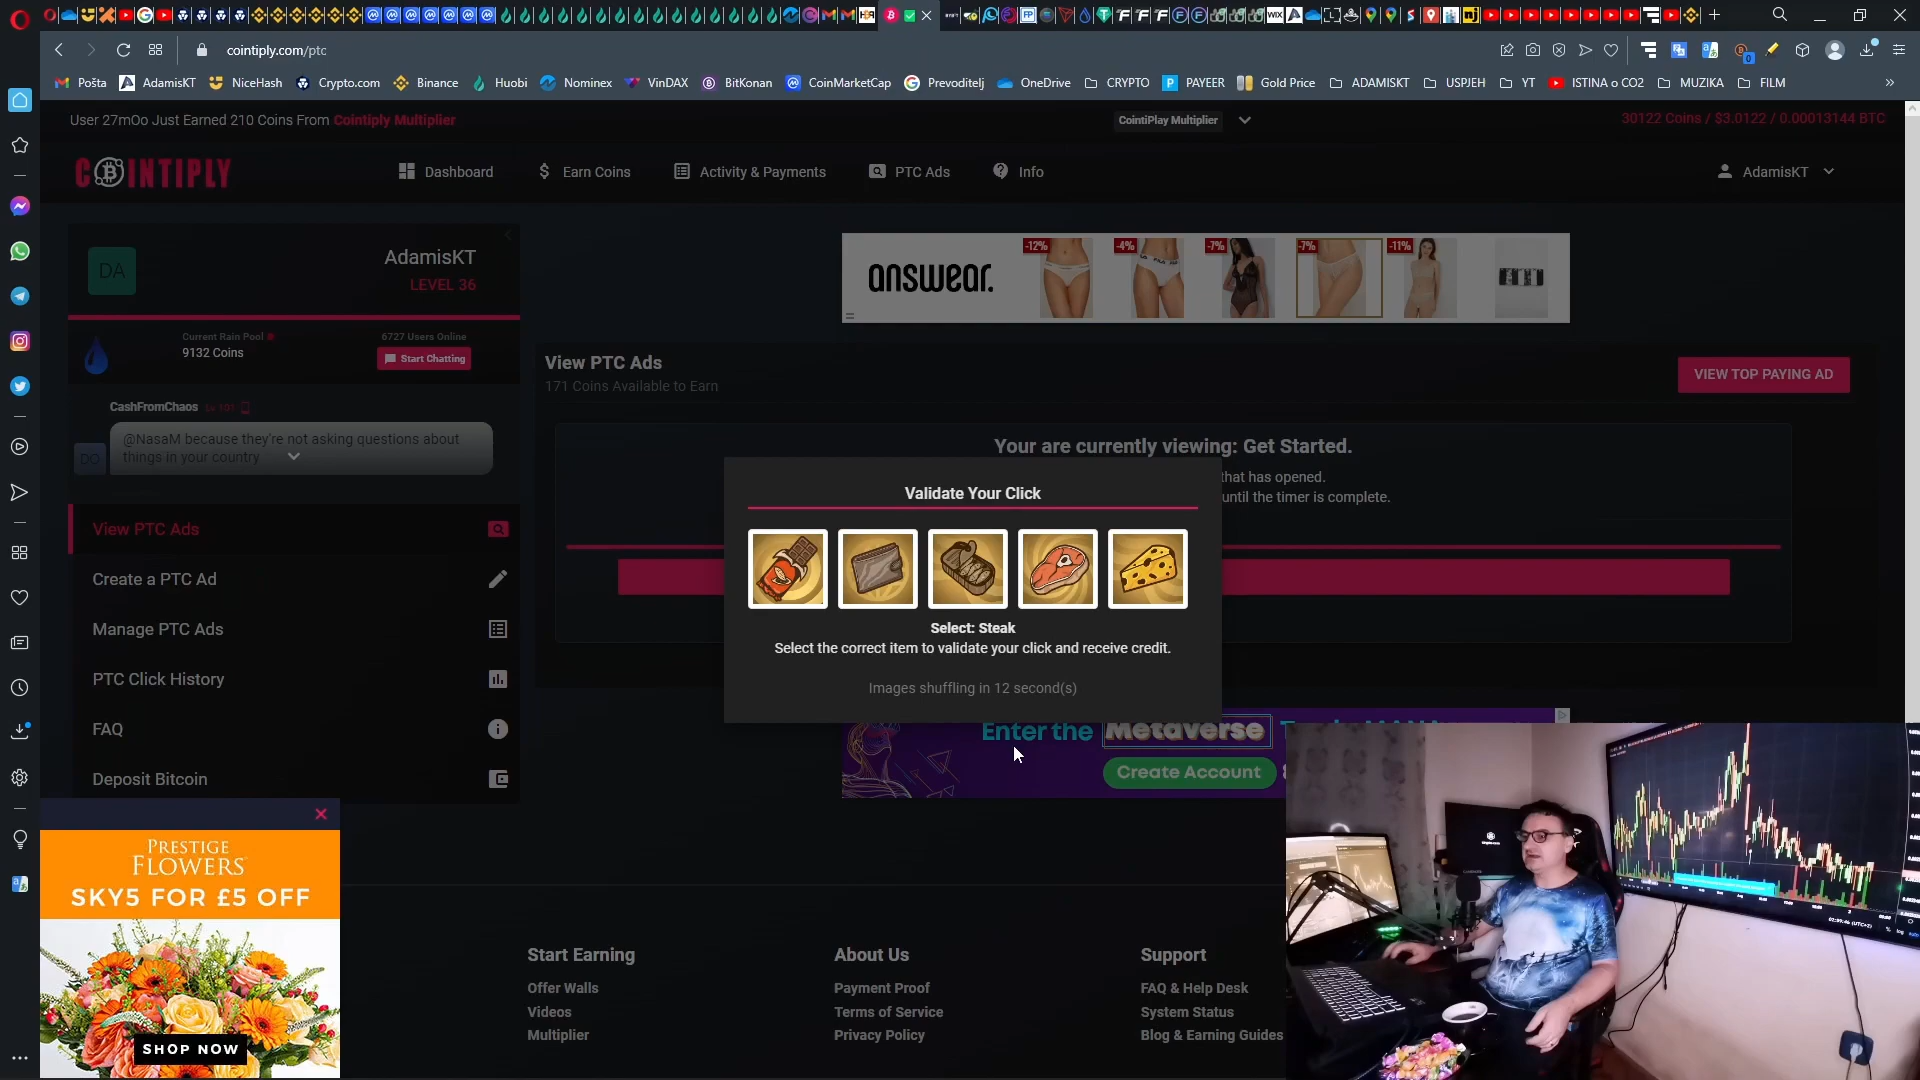 cointiply.com/ptc
Pošta
AdamisKT
NiceHash
Crypto.com
Binance
Huobi
Nominex
VinDAX
BitKonan
CoinMarketCap
Prevoditelj
OneDrive
CRYPTO
PAYEER
Gold Price
ADAMISKT
USPJEH
YT
ISTINA o CO2
MUZIKA
FILM
User 27mOo Just Earned 210 Coins From Cointiply Multiplier
CointiPlay Multiplier
30122 Coins / $3.0122 / 0.00013144 BTC
COINTIPLY
Dashboard
Earn Coins
Activity & Payments
PTC Ads
Info
AdamisKT
DA
AdamisKT
LEVEL 36
Current Rain Pool
9132 Coins
6727 Users Online
Start Chatting
CashFromChaos
DO
@NasaM because they're not asking questions about
things in your country
View PTC Ads
Create a PTC Ad
Manage PTC Ads
PTC Click History
FAQ
Deposit Bitcoin
answear.
-12%
-4%
-7%
-7%
-11%
View PTC Ads
171 Coins Available to Earn
VIEW TOP PAYING AD
Your are currently viewing: Get Started.
that has opened.
until the timer is complete.
Validate Your Click
Select: Steak
Select the correct item to validate your click and receive credit.
Images shuffling in 12 second(s)
Enter the Metaverse
Create Account
PRESTIGE
FLOWERS
SKY5 FOR £5 OFF
SHOP NOW
Start Earning
Offer Walls
Videos
Multiplier
About Us
Payment Proof
Terms of Service
Privacy Policy
Support
FAQ & Help Desk
System Status
Blog & Earning Guides